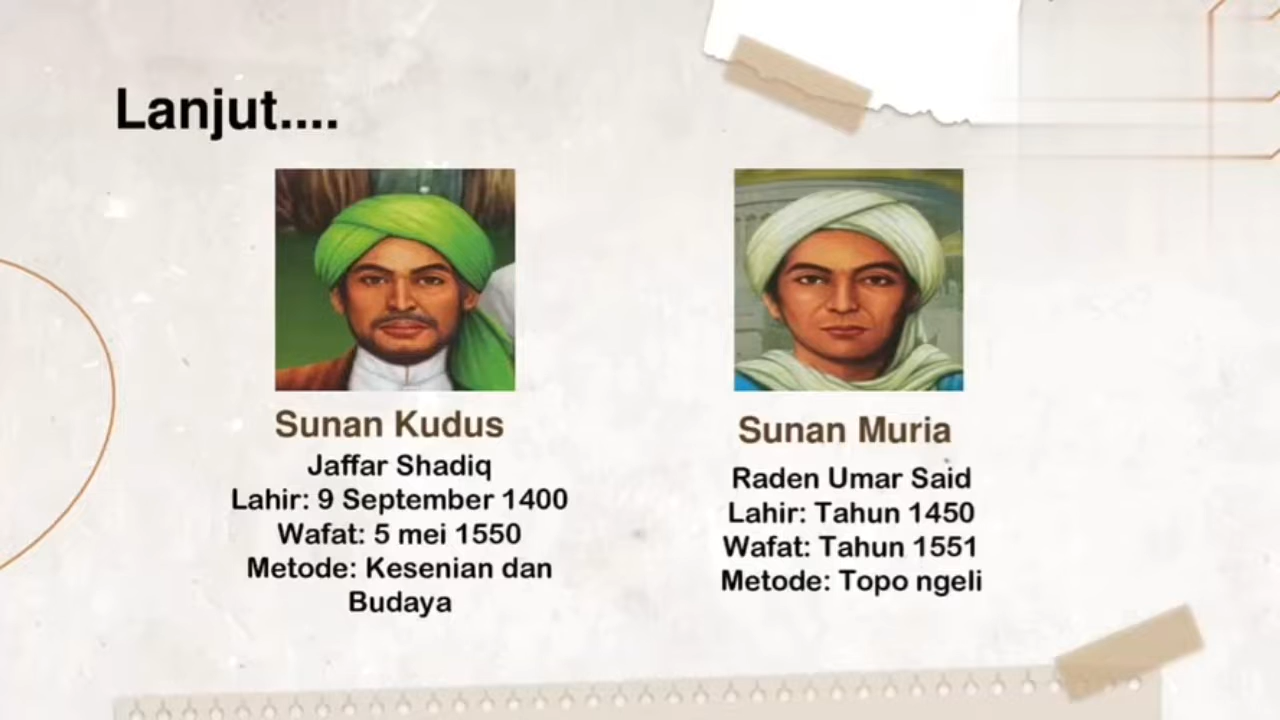 Lanjut....
Sunan Kudus
Jaffar Shadiq
Lahir: 9 September 1400
Wafat: 5 mei 1550
Metode: Kesenian dan
Budaya
Sunan Muria
Raden Umar Said
Lahir: Tahun 1450
Wafat: Tahun 1551
Metode: Topo ngeli